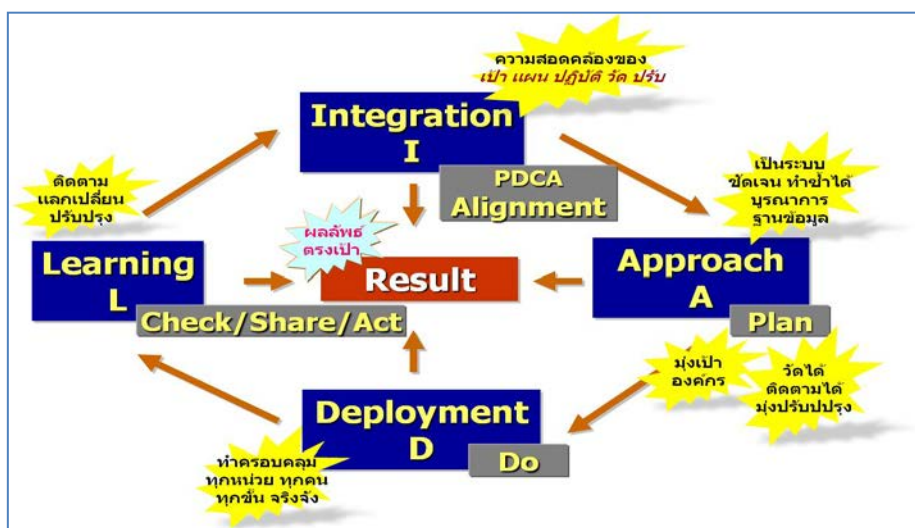 ความสอดคล้องของ
เป้า แผน ปฏิบัติ วัด ปรับ
Integration
I
PDCA
Alignment
ติดตาม
แลกเปลี่ยน
ปรับปรุง
เป็นระบบ
ชัดเจน ทำซ้ำได้
บูรณาการ
ฐานข้อมูล
ผลลัพธ์
ตรงเป้า
Learning
L
Check/Share/Act
Result
Approach
A
Plan
มุ่งเป้า
องค์กร
วัดได้
ติดตามได้
มุ่งปรับปปรุง
Deployment
D
Do
ทำครอบคลุม
ทุกหน่วย ทุกคน
ทุกขั้น จริงจัง